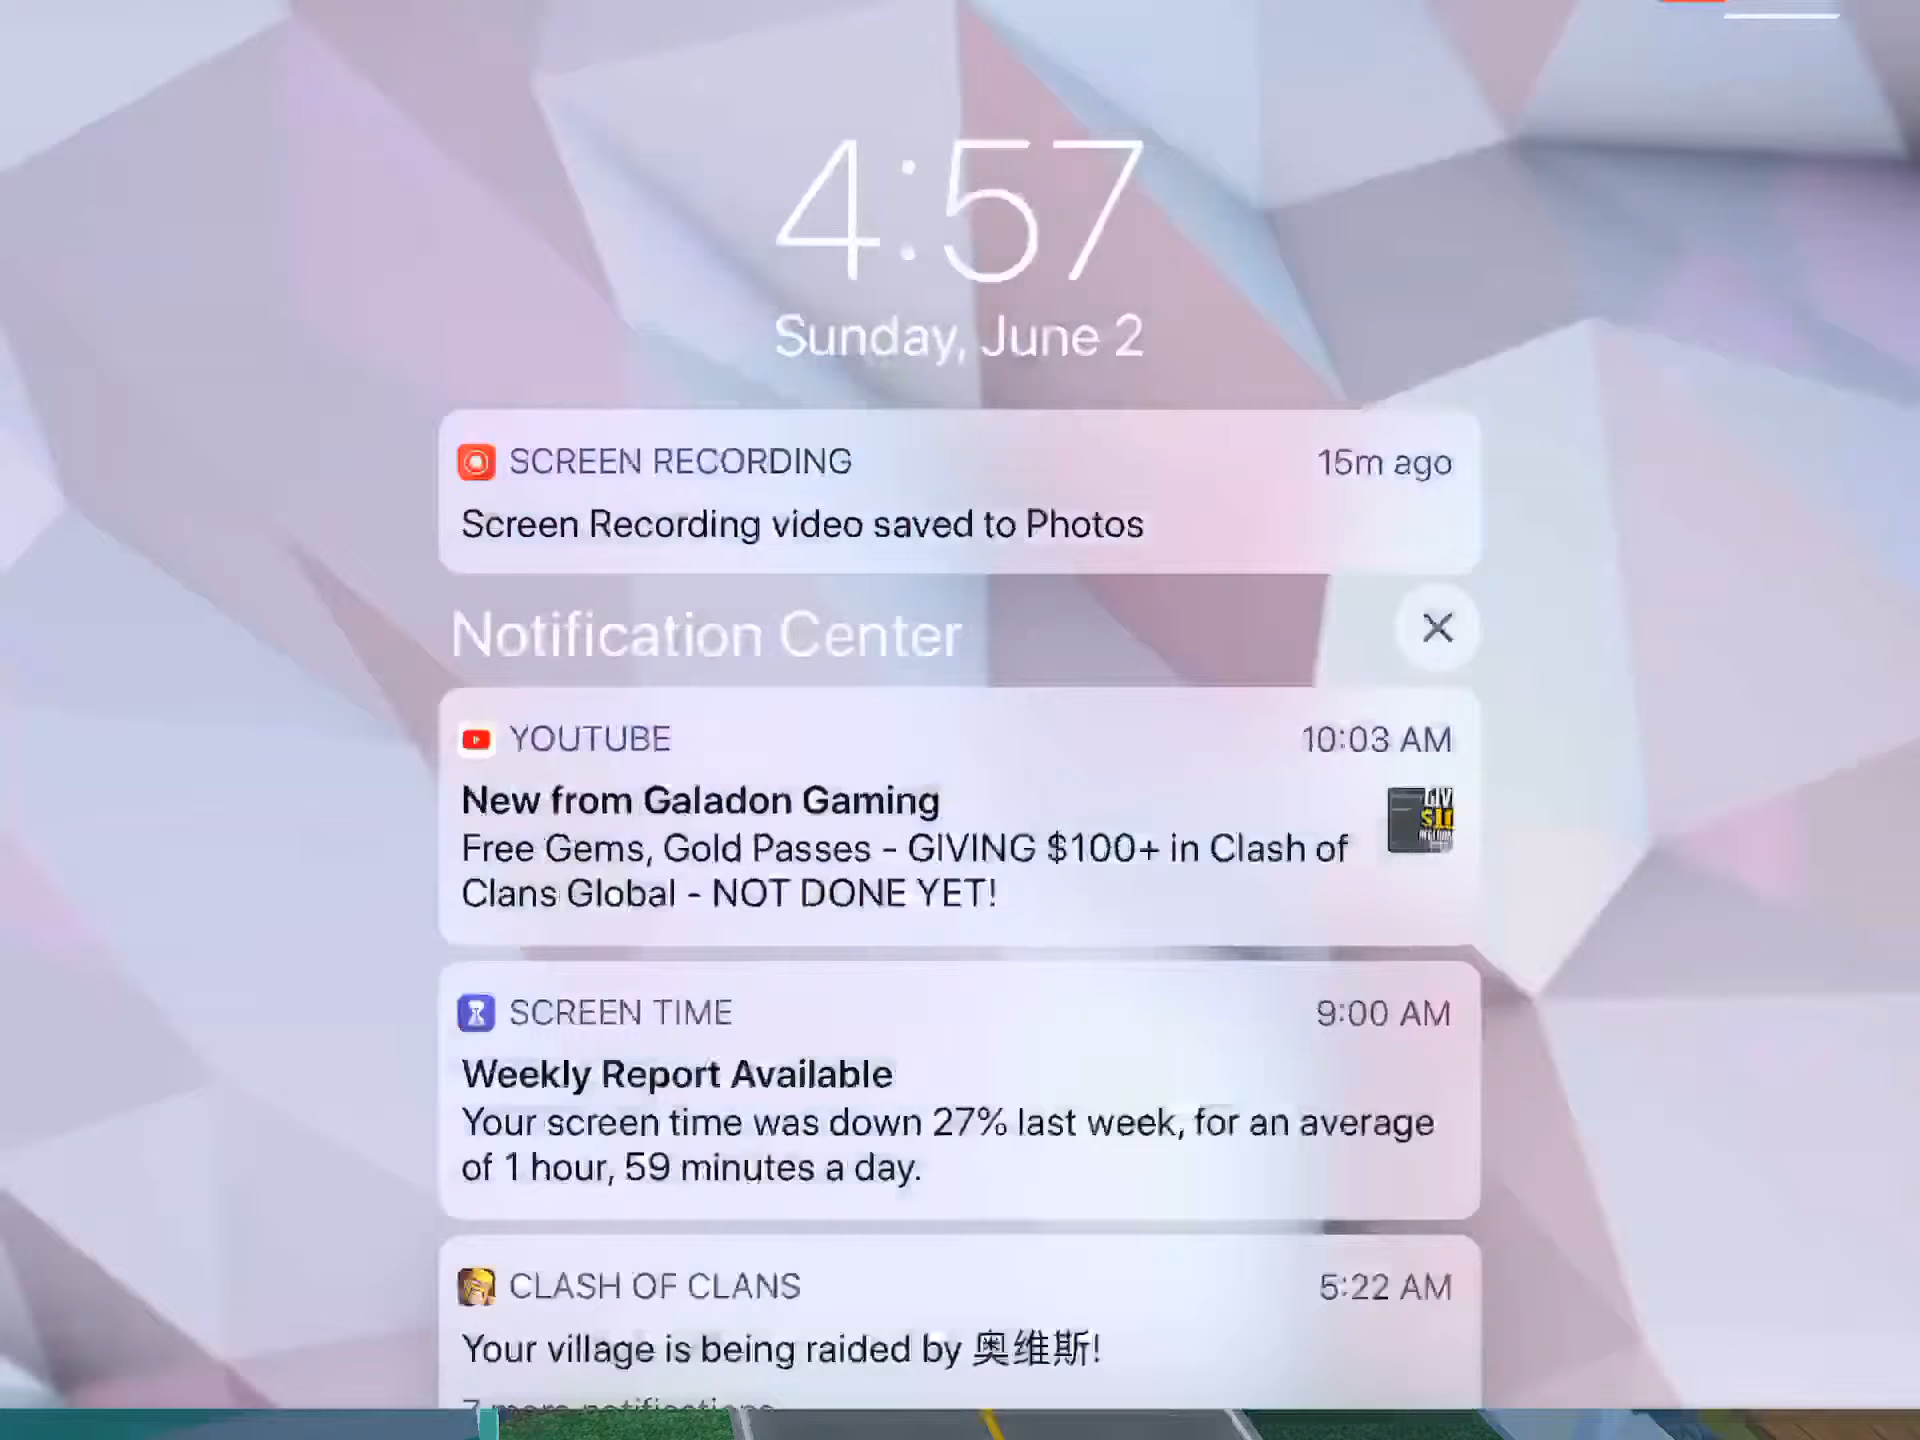 4:57
Sunday, June 2
SCREEN RECORDING 15m ago
Screen Recording video saved to Photos
Notification Center
YOUTUBE 10:03 AM
New from Galadon Gaming
Free Gems, Gold Passes - GIVING $100+ in Clash of
Clans Global - NOT DONE YET!
SCREEN TIME 9:00 AM
Weekly Report Available
Your screen time was down 27% last week, for an average
of 1 hour, 59 minutes a day.
CLASH OF CLANS 5:22 AM
Your village is being raided by 奥维斯!
7 more notifications